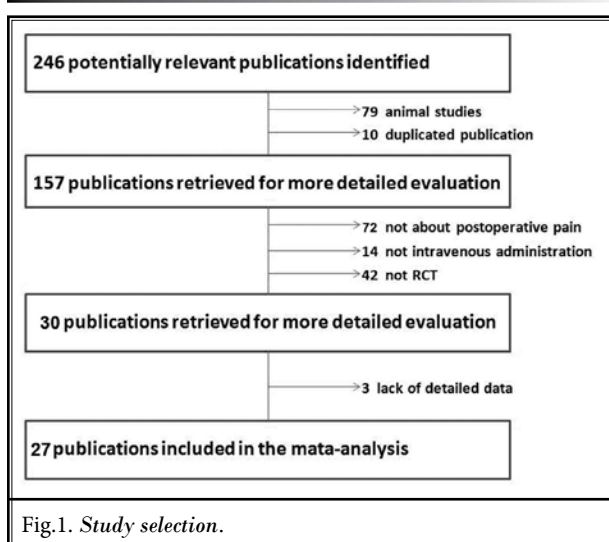 246 potentially relevant publications identified
79 animal studies
10 duplicated publication
157 publications retrieved for more detailed evaluation
72 not about postoperative pain
14 not intravenous administration
42 not RCT
30 publications retrieved for more detailed evaluation
3 lack of detailed data
27 publications included in the mata-analysis
Fig.1. Study selection.